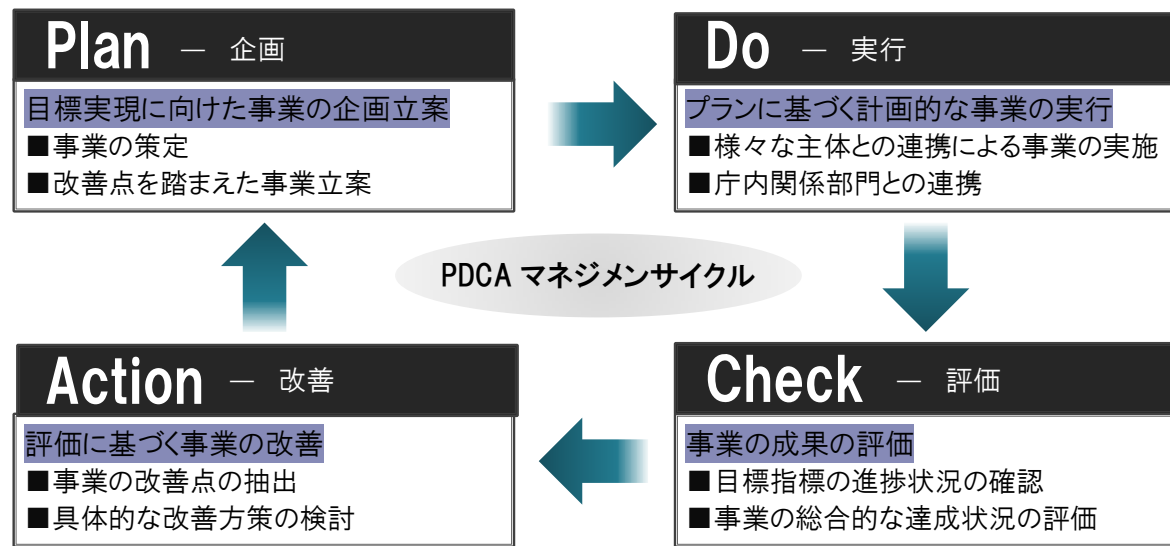 Plan － 企画
目標実現に向けた事業の企画立案
■事業の策定
■改善点を踏まえた事業立案
Do － 実行
プランに基づく計画的な事業の実行
■様々な主体との連携による事業の実施
■庁内関係部門との連携
PDCA マネジメンサイクル
Action － 改善
評価に基づく事業の改善
■事業の改善点の抽出
■具体的な改善方策の検討
Check － 評価
事業の成果の評価
■目標指標の進捗状況の確認
■事業の総合的な達成状況の評価